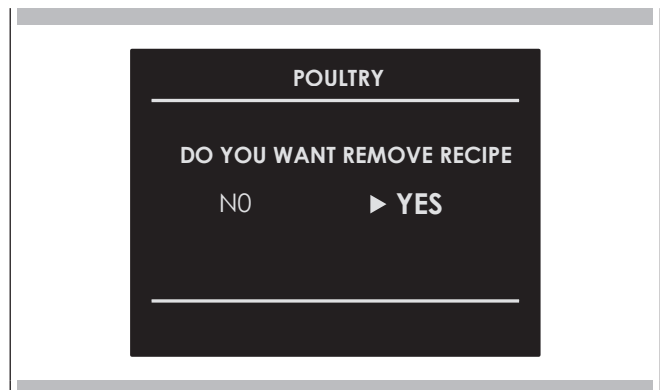 POULTRY
DO YOU WANT REMOVE RECIPE
N0 ▶ YES